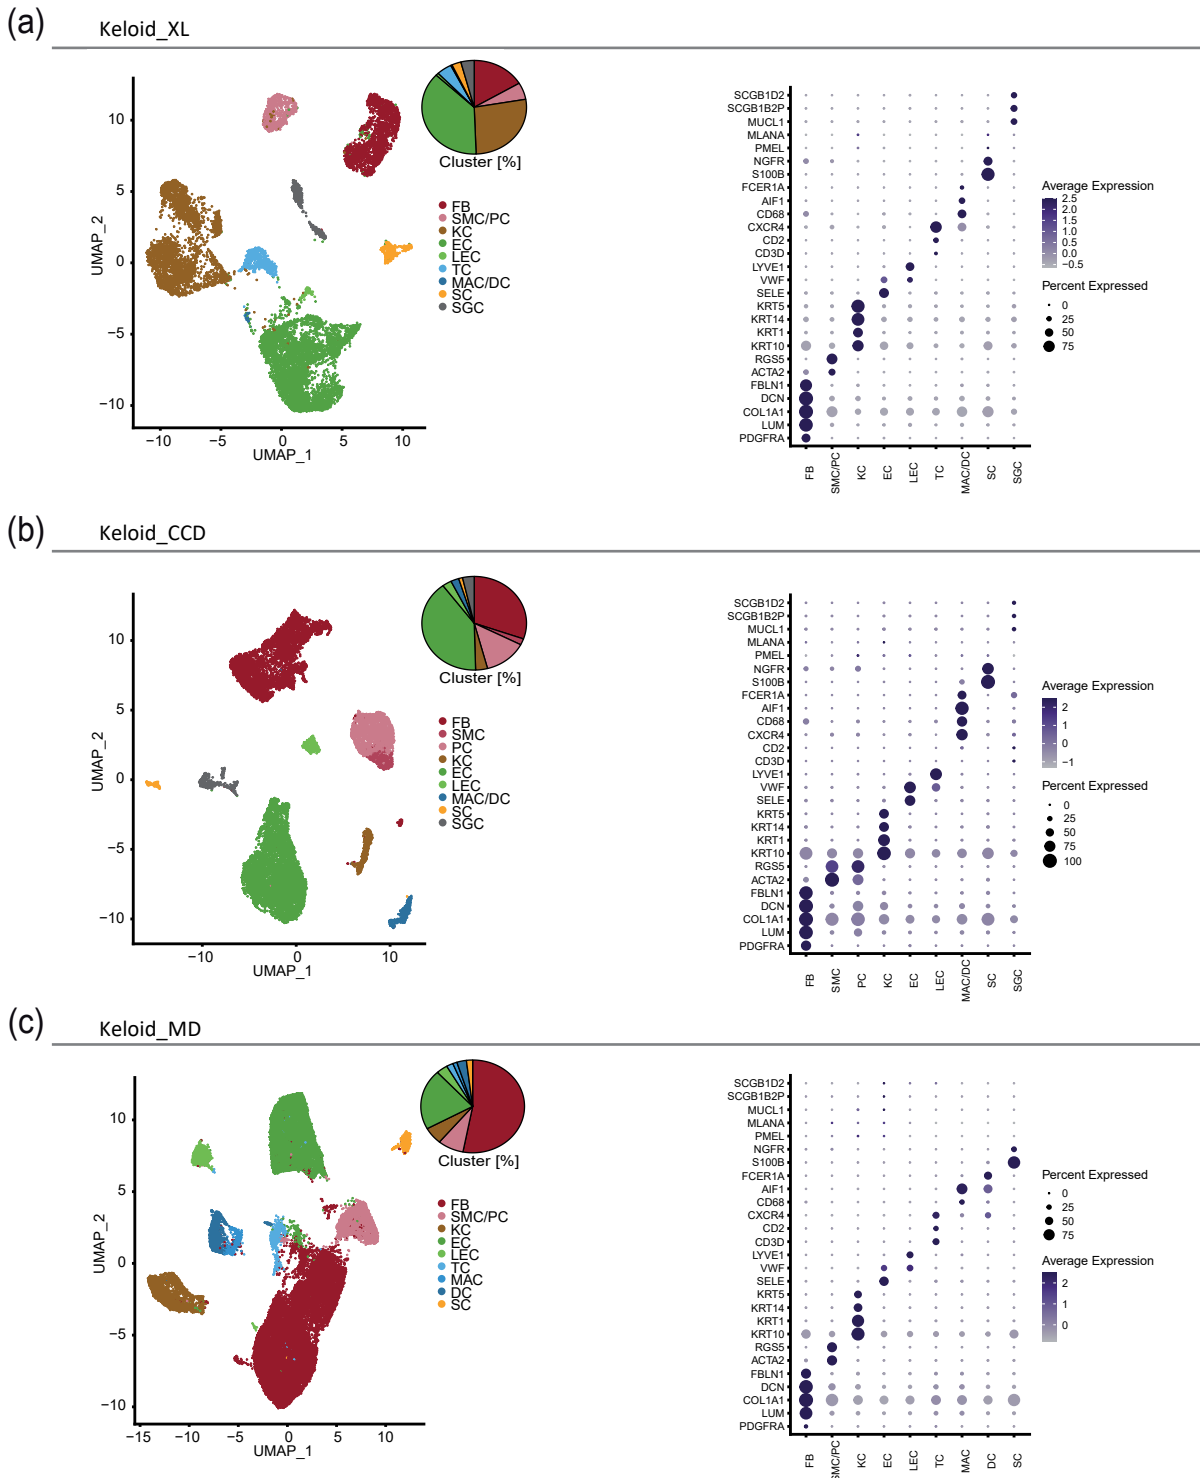 (a)
Keloid_XL
UMAP_2
10
5
0
−5
−10
−10
−5
0
5
10
UMAP_1
Cluster [%]
FB
SMC/PC
KC
EC
LEC
TC
MAC/DC
SC
SGC
SCGB1D2
SCGB1B2P
MUCL1
MLANA
PMEL
NGFR
S100B
FCER1A
AIF1
CD68
CXCR4
CD2
CD3D
LYVE1
VWF
SELE
KRT5
KRT14
KRT1
KRT10
RGS5
ACTA2
FBLN1
DCN
COL1A1
LUM
PDGFRA
FB
SMC/PC
KC
EC
LEC
TC
MAC/DC
SC
SGC
Average Expression
2.5
2.0
1.5
1.0
0.5
0.0
−0.5
Percent Expressed
0
25
50
75
(b)
Keloid_CCD
UMAP_2
10
5
0
−5
−10
−10
0
10
UMAP_1
Cluster [%]
FB
SMC
PC
KC
EC
LEC
MAC/DC
SC
SGC
SCGB1D2
SCGB1B2P
MUCL1
MLANA
PMEL
NGFR
S100B
FCER1A
AIF1
CD68
CXCR4
CD2
CD3D
LYVE1
VWF
SELE
KRT5
KRT14
KRT1
KRT10
RGS5
ACTA2
FBLN1
DCN
COL1A1
LUM
PDGFRA
FB
SMC
PC
KC
EC
LEC
MAC/DC
SC
SGC
Average Expression
2
1
0
−1
Percent Expressed
0
25
50
75
100
(c)
Keloid_MD
UMAP_2
10
5
0
−5
−10
−15
−10
−5
0
5
10
UMAP_1
Cluster [%]
FB
SMC/PC
KC
EC
LEC
TC
MAC
DC
SC
SCGB1D2
SCGB1B2P
MUCL1
MLANA
PMEL
NGFR
S100B
FCER1A
AIF1
CD68
CXCR4
CD2
CD3D
LYVE1
VWF
SELE
KRT5
KRT14
KRT1
KRT10
RGS5
ACTA2
FBLN1
DCN
COL1A1
LUM
PDGFRA
FB
SMC/PC
KC
EC
LEC
TC
MAC
DC
SC
Percent Expressed
0
25
50
75
Average Expression
2
1
0